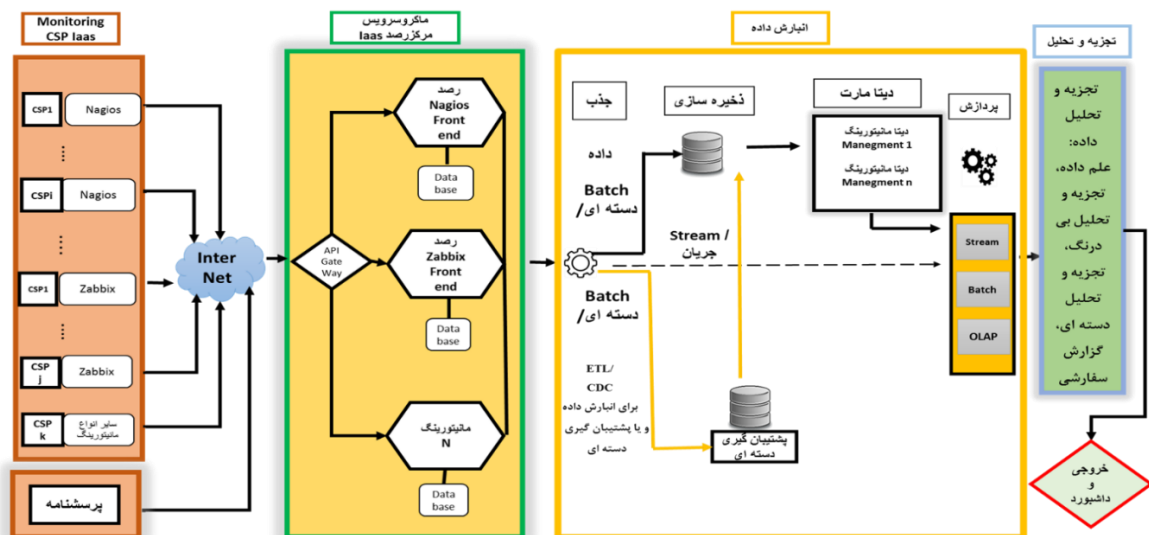 Monitoring
CSP Iaas
CSP1
Nagios
CSPi
Nagios
CSP1
Zabbix
CSP
j
Zabbix
CSP
k
سایر انواع
مانیتورینگ
پرسشنامه
Inter
Net
ماکروسرویس
مرکزرصد Iaas
API
Gate
Way
رصد
Nagios
Front
end
Data
base
رصد
Zabbix
Front
end
Data
base
مانیتورینگ
N
Data
base
انبارش داده
جذب
داده
Batch
/دسته ای
Batch
/دسته ای
ETL/
CDC
برای انبارش داده
و یا پشتیبان گیری
دسته ای
ذخیره سازی
Stream /
جریان
پشتیبان گیری
دسته ای
دیتا مارت
دیتا مانیتورینگ
Manegment 1
دیتا مانیتورینگ
Manegment n
پردازش
Stream
Batch
OLAP
تجزیه و تحلیل
تجزیه و
تحلیل
داده:
علم داده،
تجزیه و
تحلیل بی
درنگ،
تجزیه و
تحلیل
دسته ای،
گزارش
سفارشی
خروجی
و
داشبورد